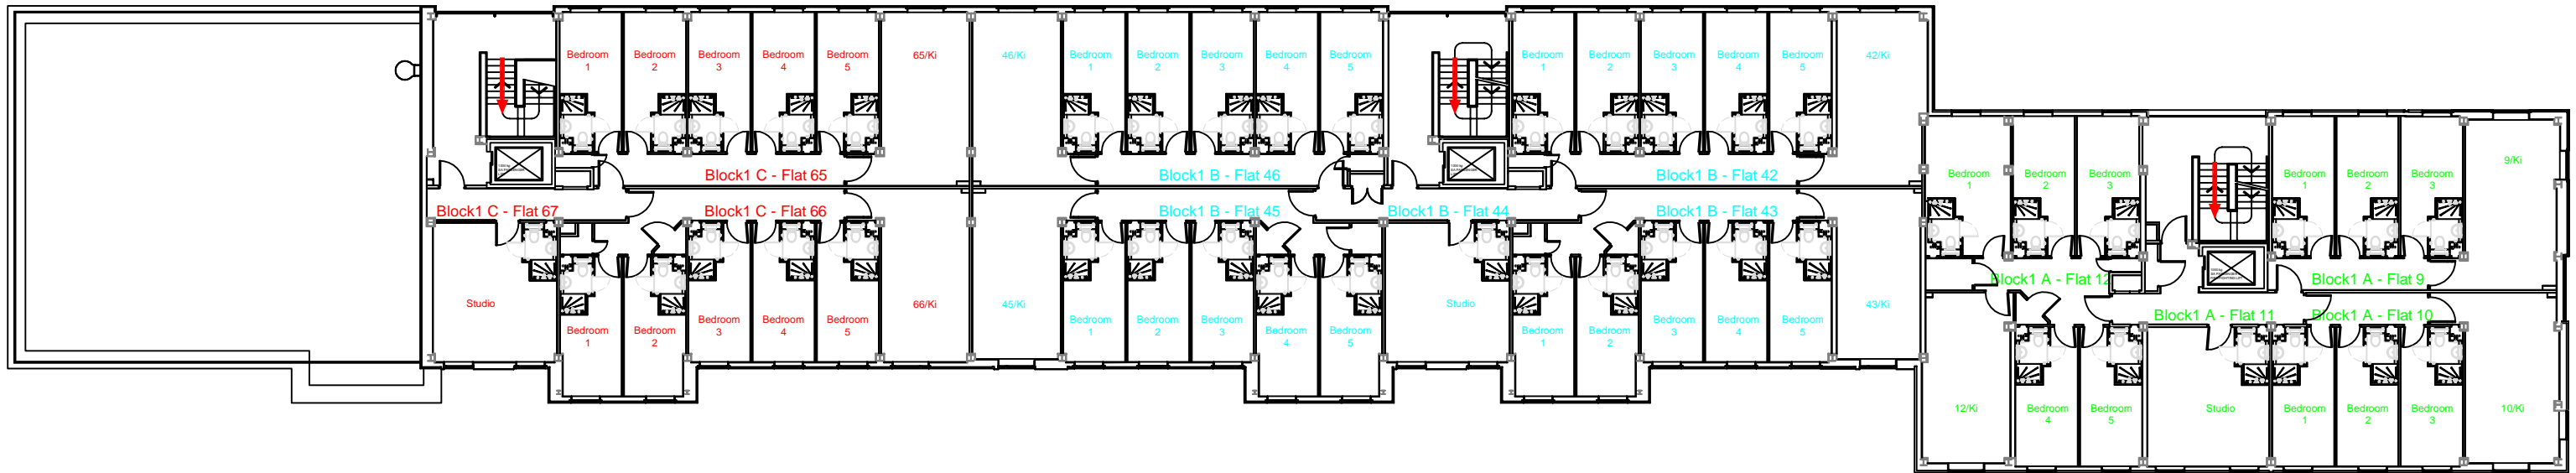 Bedroom
1
Bedroom
2
Bedroom
3
Bedroom
4
Bedroom
5
65/Ki
46/Ki
Bedroom
1
Bedroom
2
Bedroom
3
Bedroom
4
Bedroom
5
Bedroom
1
Bedroom
2
Bedroom
3
Bedroom
4
Bedroom
5
42/Ki
Block1 C - Flat 65
Block1 B - Flat 46
Block1 B - Flat 42
Block1 C - Flat 67
Block1 C - Flat 66
Block1 B - Flat 45
Block1 B - Flat 44
Block1 B - Flat 43
Studio
Bedroom
1
Bedroom
2
Bedroom
3
Bedroom
4
Bedroom
5
66/Ki
45/Ki
Bedroom
1
Bedroom
2
Bedroom
3
Bedroom
4
Bedroom
5
Studio
Bedroom
1
Bedroom
2
Bedroom
3
Bedroom
4
Bedroom
5
43/Ki
Bedroom
1
Bedroom
2
Bedroom
3
Bedroom
1
Bedroom
2
Bedroom
3
9/Ki
Block1 A - Flat 12
Block1 A - Flat 9
Block1 A - Flat 11
Block1 A - Flat 10
12/Ki
Bedroom
4
Bedroom
5
Studio
Bedroom
1
Bedroom
2
Bedroom
3
10/Ki